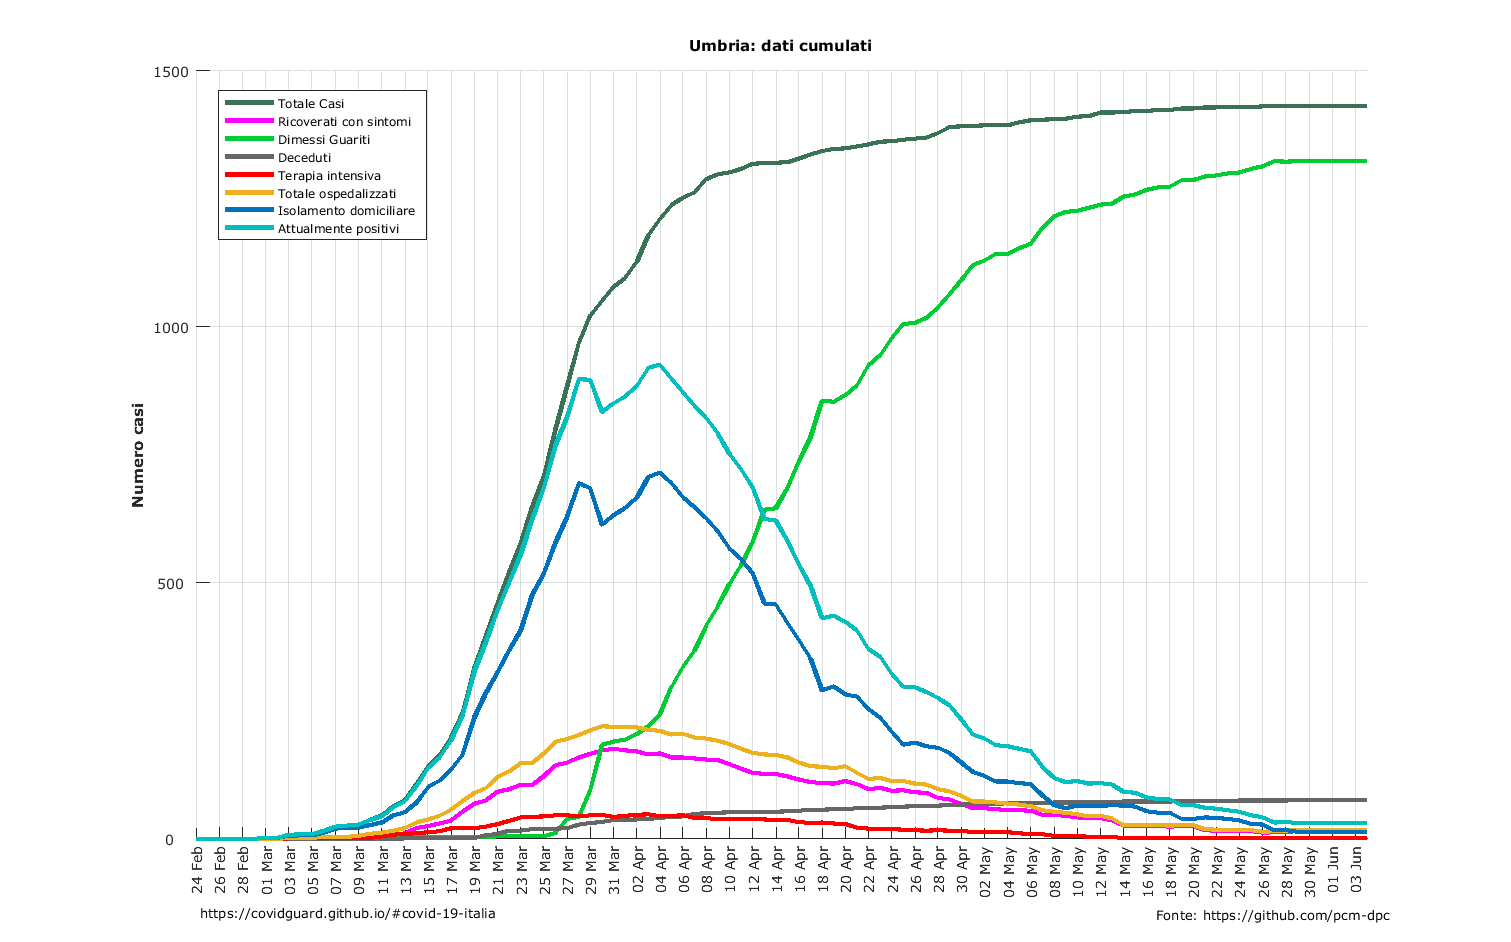 Umbria: dati cumulati
1500
1000
500
0
Numero casi
Totale Casi
Ricoverati con sintomi
Dimessi Guariti
Deceduti
Terapia intensiva
Totale ospedalizzati
Isolamento domiciliare
Attualmente positivi
24 Feb
26 Feb
28 Feb
01 Mar
03 Mar
05 Mar
07 Mar
09 Mar
11 Mar
13 Mar
15 Mar
17 Mar
19 Mar
21 Mar
23 Mar
25 Mar
27 Mar
29 Mar
31 Mar
02 Apr
04 Apr
06 Apr
08 Apr
10 Apr
12 Apr
14 Apr
16 Apr
18 Apr
20 Apr
22 Apr
24 Apr
26 Apr
28 Apr
30 Apr
02 May
04 May
06 May
08 May
10 May
12 May
14 May
16 May
18 May
20 May
22 May
24 May
26 May
28 May
30 May
01 Jun
03 Jun
https://covidguard.github.io/#covid-19-italia
Fonte: https://github.com/pcm-dpc